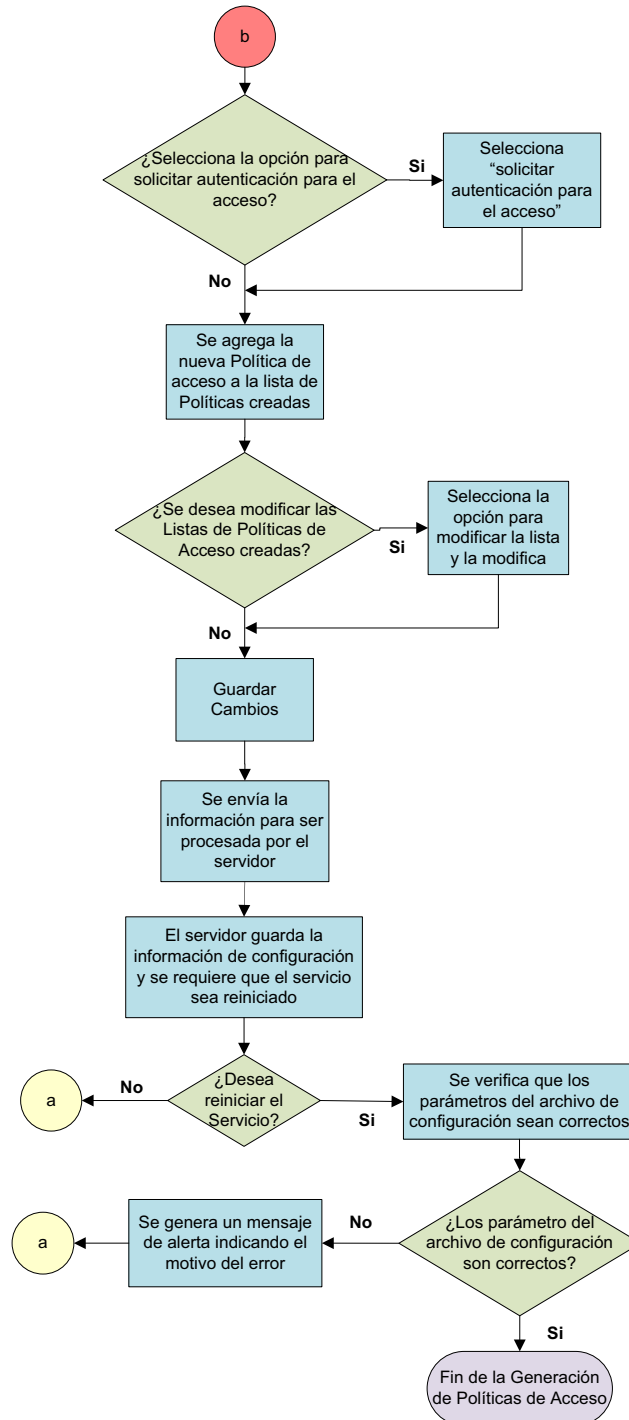 b
¿Selecciona la opción para
solicitar autenticación para el
acceso?
Si
Selecciona
“solicitar
autenticación para
el acceso”
No
Se agrega la
nueva Política de
acceso a la lista de
Políticas creadas
¿Se desea modificar las
Listas de Políticas de
Acceso creadas?
Si
Selecciona la
opción para
modificar la lista
y la modifica
No
Guardar
Cambios
Se envía la
información para ser
procesada por el
servidor
El servidor guarda la
información de configuración
y se requiere que el servicio
sea reiniciado
a
No
¿Desea
reiniciar el
Servicio?
Si
Se verifica que los
parámetros del archivo de
configuración sean correctos
a
Se genera un mensaje
de alerta indicando el
motivo del error
No
¿Los parámetro del
archivo de configuración
son correctos?
Si
Fin de la Generación
de Políticas de Acceso